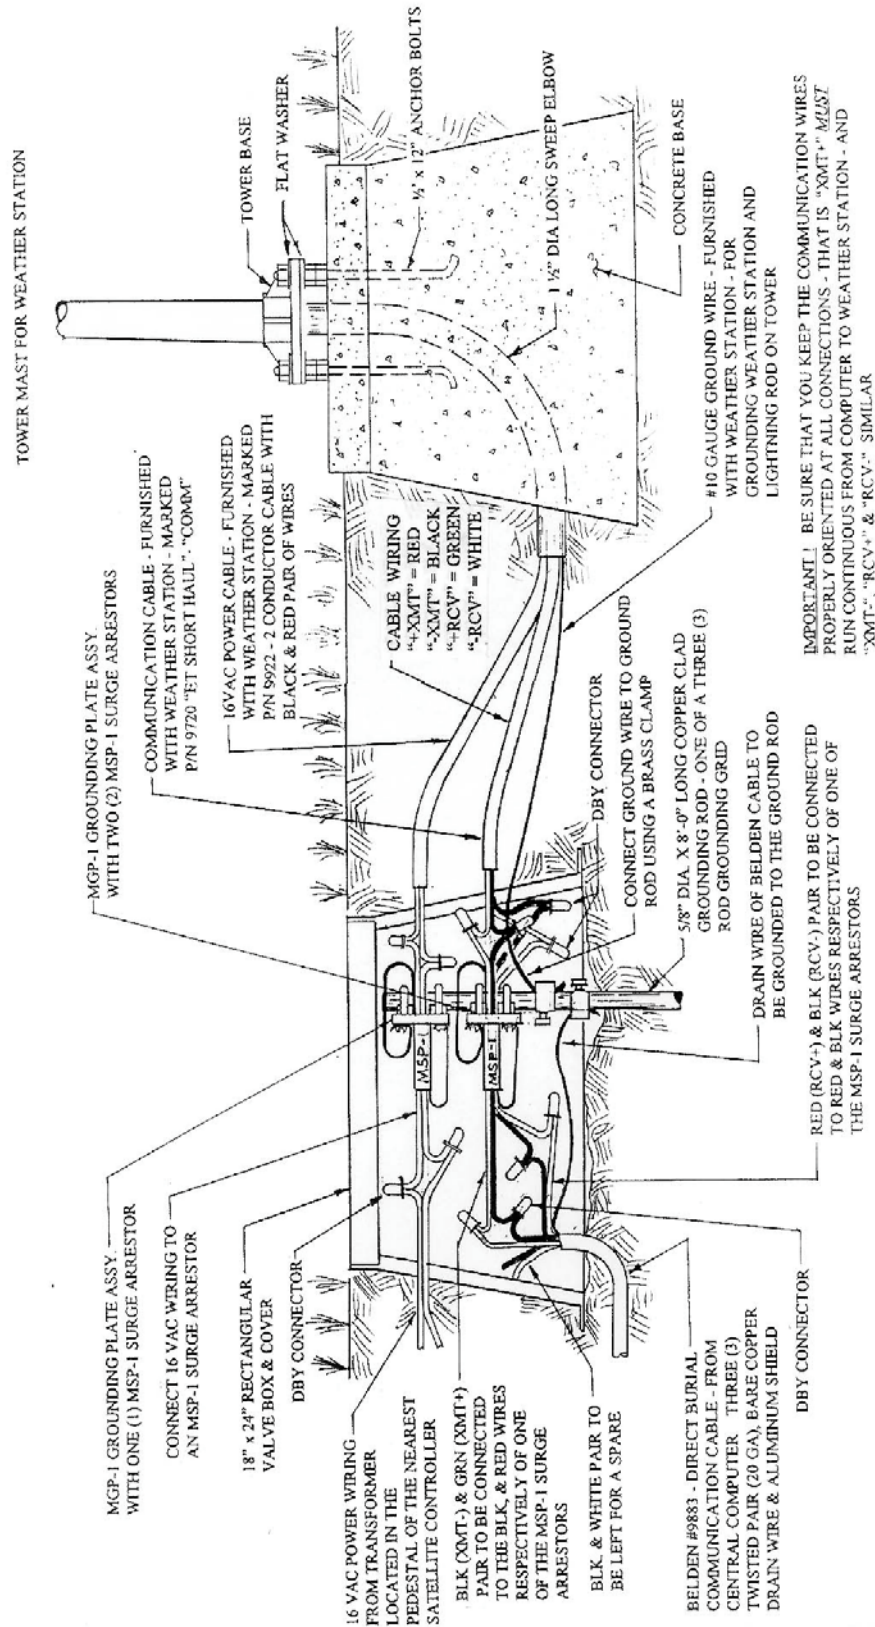 TOWER MAST FOR WEATHER STATION
MGP-1 GROUNDING PLATE ASSY.
WITH ONE (1) MSP-1 SURGE ARRESTOR
CONNECT 16 VAC WIRING TO
AN MSP-1 SURGE ARRESTOR
18" x 24" RECTANGULAR
VALVE BOX & COVER
DBY CONNECTOR
16 VAC POWER WIRING
FROM TRANSFORMER
LOCATED IN THE
PEDESTAL OF THE NEAREST
SATELLITE CONTROLLER
BLK (XMT-) & GRN (XMT+)
PAIR TO BE CONNECTED
TO THE BLK, & RED WIRES
RESPECTIVELY OF ONE
OF THE MSP-1 SURGE
ARRESTORS
BLK. & WHITE PAIR TO
BE LEFT FOR A SPARE
BELDEN #9883 - DIRECT BURIAL
COMMUNICATION CABLE - FROM
CENTRAL COMPUTER THREE (3)
TWISTED PAIR (20 GA), BARE COPPER
DRAIN WIRE & ALUMINUM SHIELD
DBY CONNECTOR
MGP-1 GROUNDING PLATE ASSY.
WITH TWO (2) MSP-1 SURGE ARRESTORS
COMMUNICATION CABLE - FURNISHED
WITH WEATHER STATION - MARKED
P/N 9720 "ET SHORT HAUL"- "COMM"
16VAC POWER CABLE - FURNISHED
WITH WEATHER STATION - MARKED
P/N 9922 - 2 CONDUCTOR CABLE WITH
BLACK & RED PAIR OF WIRES
CABLE WIRING
"+XMT" = RED
"-XMT" = BLACK
"+RCV" = GREEN
"-RCV" = WHITE
MSP-1
MSP-1
DBY CONNECTOR
CONNECT GROUND WIRE TO GROUND
ROD USING A BRASS CLAMP
5/8" DIA. X 8'-0" LONG COPPER CLAD
GROUNDING ROD - ONE OF A THREE (3)
ROD GROUNDING GRID
DRAIN WIRE OF BELDEN CABLE TO
BE GROUNDED TO THE GROUND ROD
RED (RCV+) & BLK (RCV-) PAIR TO BE CONNECTED
TO RED & BLK WIRES RESPECTIVELY OF ONE OF
THE MSP-1 SURGE ARRESTORS
TOWER BASE
FLAT WASHER
½" x 12" ANCHOR BOLTS
1 ½" DIA LONG SWEEP ELBOW
CONCRETE BASE
#10 GAUGE GROUND WIRE - FURNISHED
WITH WEATHER STATION - FOR
GROUNDING WEATHER STATION AND
LIGHTNING ROD ON TOWER
IMPORTANT ! BE SURE THAT YOU KEEP THE COMMUNICATION WIRES
PROPERLY ORIENTED AT ALL CONNECTIONS - THAT IS "XMT+" MUST
RUN CONTINUOUS FROM COMPUTER TO WEATHER STATION - AND
"XMT-", "RCV+" & "RCV-" SIMILAR